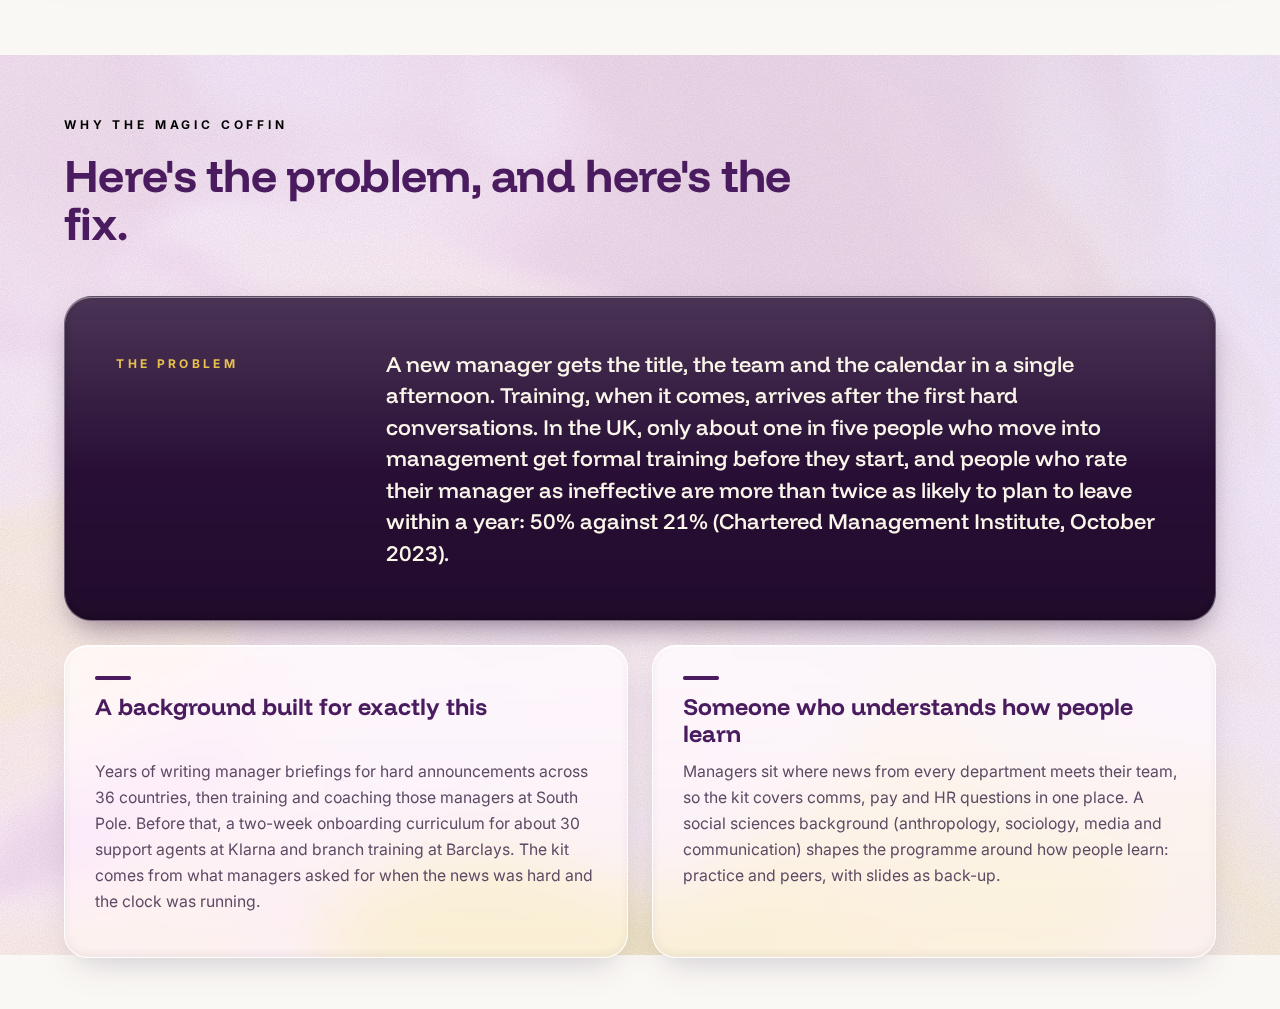 WHY THE MAGIC COFFIN
Here's the problem, and here's the
fix.
THE PROBLEM
A new manager gets the title, the team and the calendar in a single
afternoon. Training, when it comes, arrives after the first hard
conversations. In the UK, only about one in five people who move into
management get formal training before they start, and people who rate
their manager as ineffective are more than twice as likely to plan to leave
within a year: 50% against 21% (Chartered Management Institute, October
2023).
A background built for exactly this
Years of writing manager briefings for hard announcements across
36 countries, then training and coaching those managers at South
Pole. Before that, a two-week onboarding curriculum for about 30
support agents at Klarna and branch training at Barclays. The kit
comes from what managers asked for when the news was hard and
the clock was running.
Someone who understands how people
learn
Managers sit where news from every department meets their team,
so the kit covers comms, pay and HR questions in one place. A
social sciences background (anthropology, sociology, media and
communication) shapes the programme around how people learn:
practice and peers, with slides as back-up.